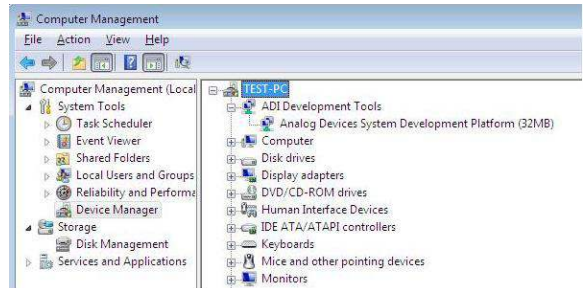 Computer Management
File Action View Help
Computer Management (Local
System Tools
Task Scheduler
Event Viewer
Shared Folders
Local Users and Groups
Reliability and Performa
Device Manager
Storage
Disk Management
Services and Applications
TEST-PC
ADI Development Tools
Analog Devices System Development Platform (32MB)
Computer
Disk drives
Display adapters
DVD/CD-ROM drives
Human Interface Devices
IDE ATA/ATAPI controllers
Keyboards
Mice and other pointing devices
Monitors